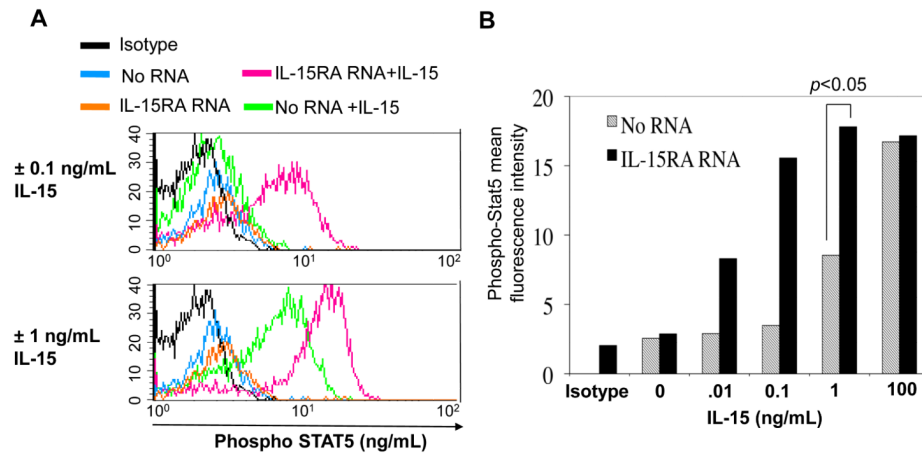 A
Isotype
No RNA
IL-15RA RNA+IL-15
IL-15RA RNA
No RNA +IL-15
± 0.1 ng/mL
IL-15
40
30
20
10
0
10⁰
10¹
10²
± 1 ng/mL
IL-15
40
30
20
10
0
10⁰
10¹
10²
Phospho STAT5 (ng/mL)
B
p<0.05
No RNA
IL-15RA RNA
Phospho-Stat5 mean
fluorescence intensity
20
15
10
5
0
Isotype 0 .01 0.1 1 100
IL-15 (ng/mL)